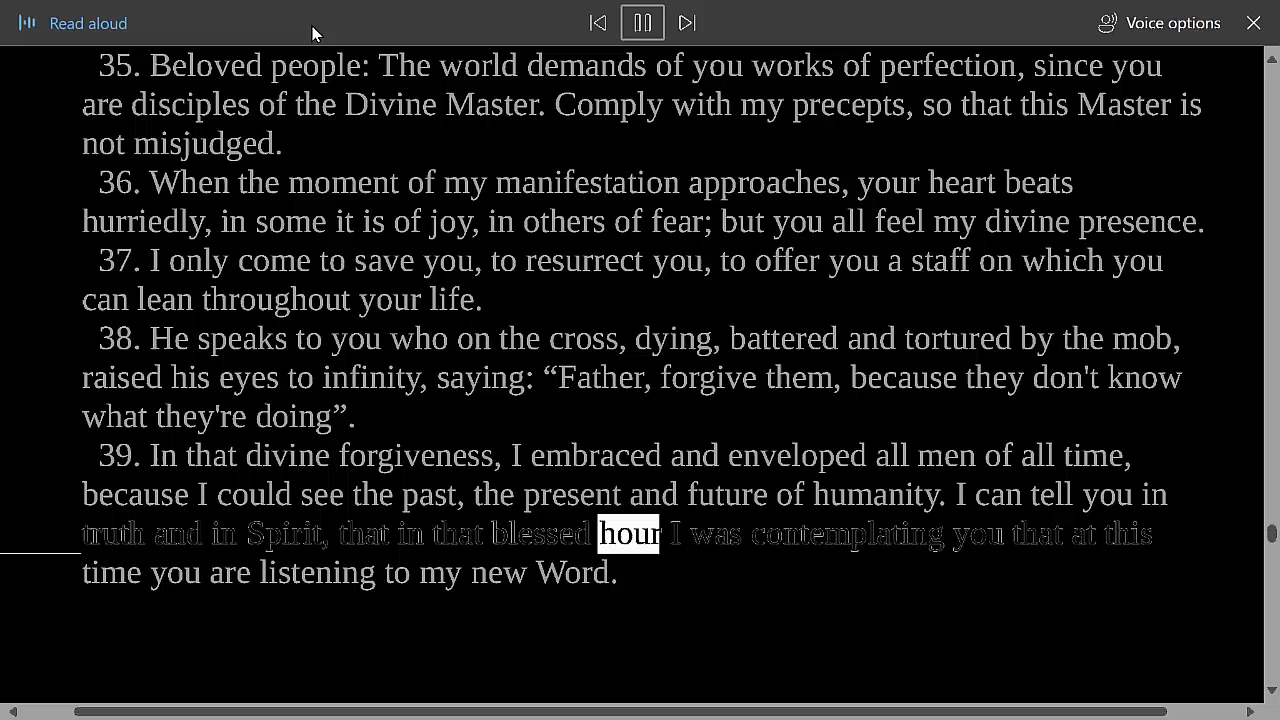 Read aloud
Voice options
35. Beloved people: The world demands of you works of perfection, since you
are disciples of the Divine Master. Comply with my precepts, so that this Master is
not misjudged.
36. When the moment of my manifestation approaches, your heart beats
hurriedly, in some it is of joy, in others of fear; but you all feel my divine presence.
37. I only come to save you, to resurrect you, to offer you a staff on which you
can lean throughout your life.
38. He speaks to you who on the cross, dying, battered and tortured by the mob,
raised his eyes to infinity, saying: “Father, forgive them, because they don't know
what they're doing”.
39. In that divine forgiveness, I embraced and enveloped all men of all time,
because I could see the past, the present and future of humanity. I can tell you in
truth and in Spirit, that in that blessed hour I was contemplating you that at this
time you are listening to my new Word.